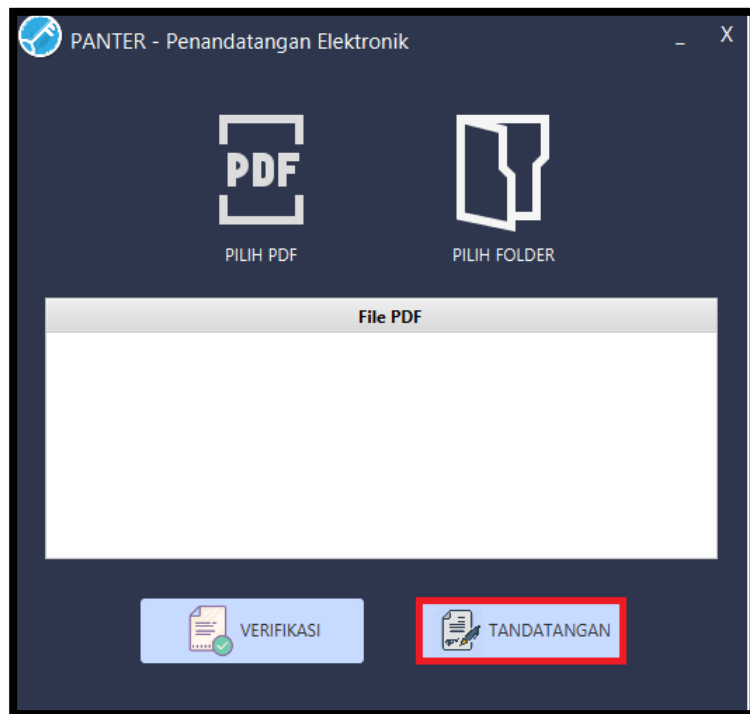 PANTER - Penandatangan Elektronik
_ X
PDF
PILIH PDF
PILIH FOLDER
File PDF
VERIFIKASI
TANDATANGAN